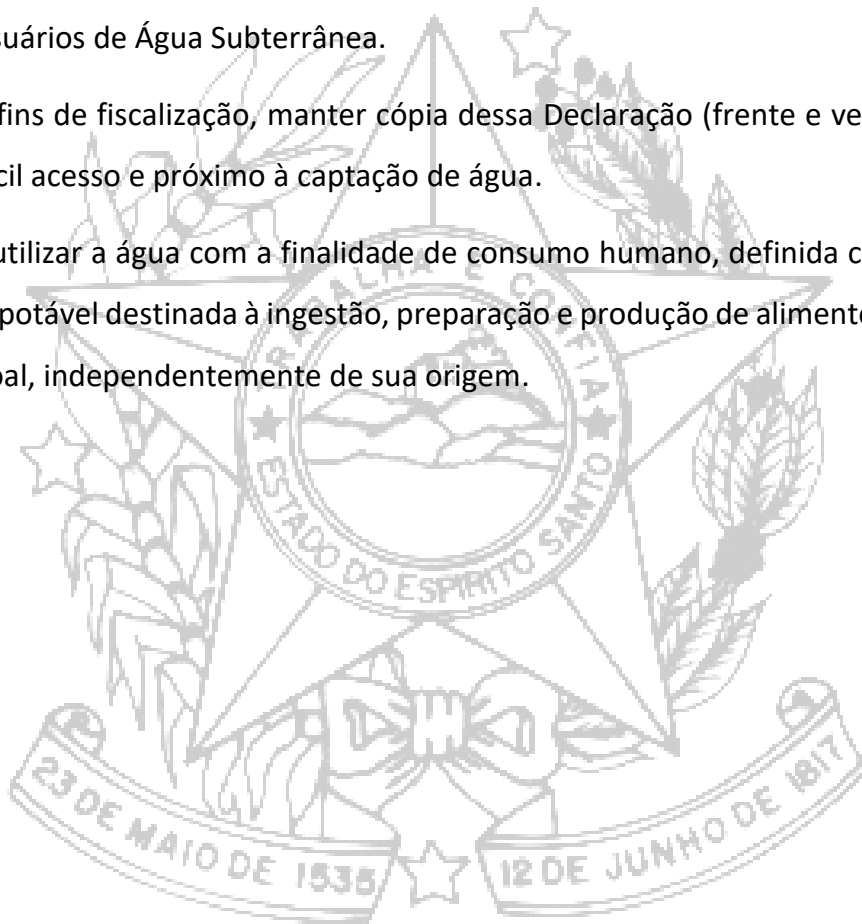 suários de Água Subterrânea.
fins de fiscalização, manter cópia dessa Declaração (frente e ve
cil acesso e próximo à captação de água.
utilizar a água com a finalidade de consumo humano, definida c
potável destinada à ingestão, preparação e produção de aliment
al, independentemente de sua origem.
TRABALHA E CONFIA
ESTADO DO ESPIRITO SANTO
23 DE MAIO DE 1535
12 DE JUNHO DE 1817